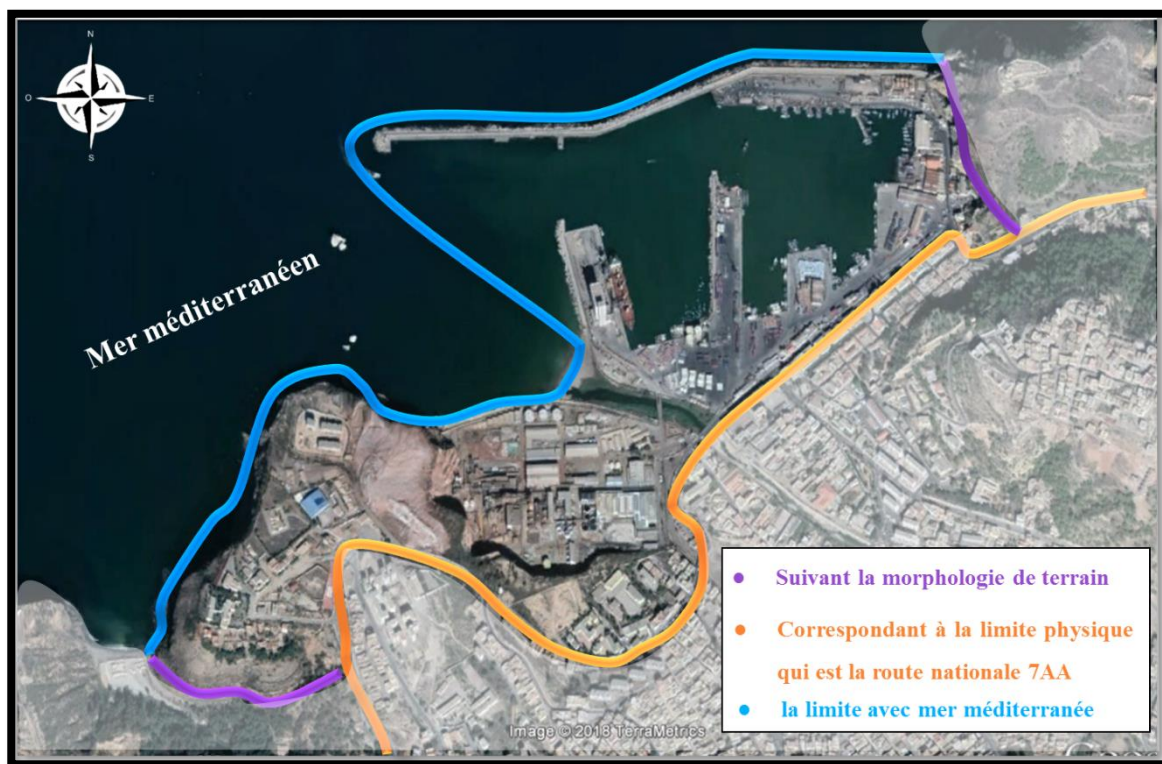 N
O
E
S
Mer méditerranéen
Suivant la morphologie de terrain
Correspondant à la limite physique
qui est la route nationale 7AA
la limite avec mer méditerranée
Image © 2018 TerraMetrics